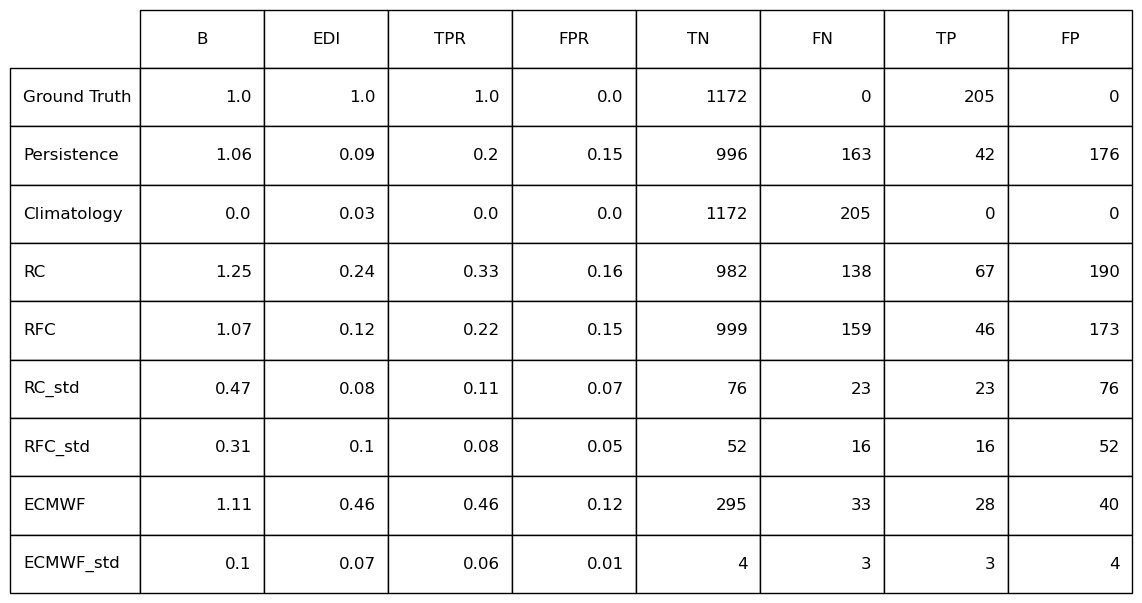 B EDI TPR FPR TN FN TP FP
Ground Truth 1.0 1.0 1.0 0.0 1172 0 205 0
Persistence 1.06 0.09 0.2 0.15 996 163 42 176
Climatology 0.0 0.03 0.0 0.0 1172 205 0 0
RC 1.25 0.24 0.33 0.16 982 138 67 190
RFC 1.07 0.12 0.22 0.15 999 159 46 173
RC_std 0.47 0.08 0.11 0.07 76 23 23 76
RFC_std 0.31 0.1 0.08 0.05 52 16 16 52
ECMWF 1.11 0.46 0.46 0.12 295 33 28 40
ECMWF_std 0.1 0.07 0.06 0.01 4 3 3 4